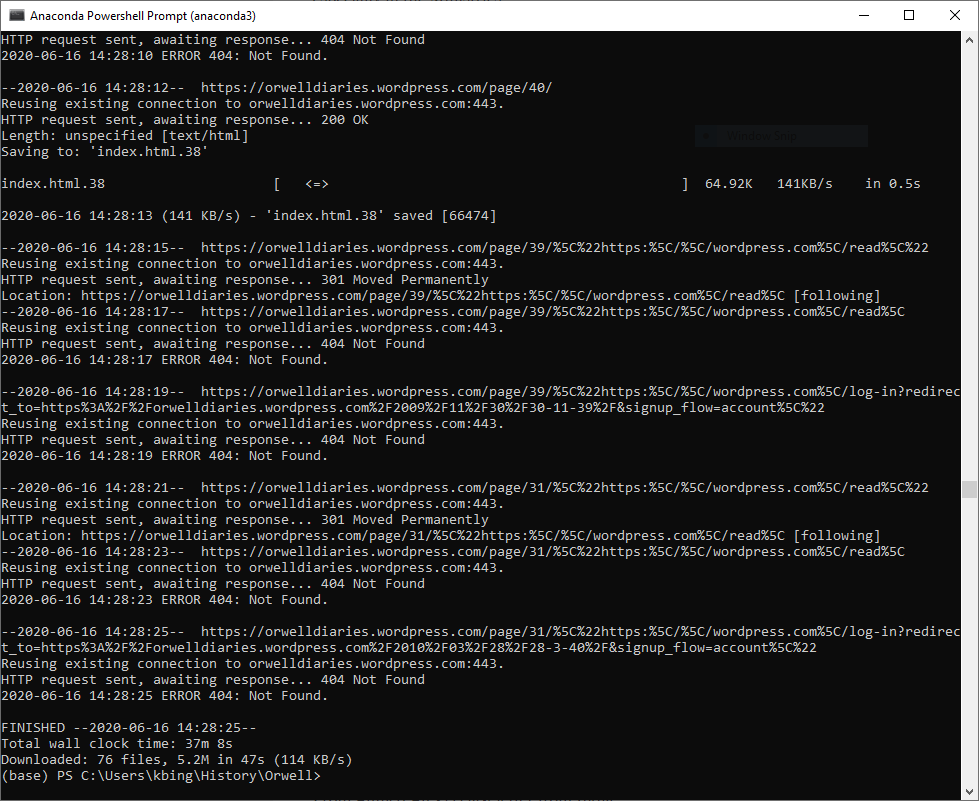 Anaconda Powershell Prompt (anaconda3)
HTTP request sent, awaiting response... 404 Not Found
2020-06-16 14:28:10 ERROR 404: Not Found.
--2020-06-16 14:28:12--  https://orwelldiaries.wordpress.com/page/40/
Reusing existing connection to orwelldiaries.wordpress.com:443.
HTTP request sent, awaiting response... 200 OK
Length: unspecified [text/html]
Saving to: 'index.html.38'
index.html.38                     [   <=>                                            ]  64.92K   141KB/s    in 0.5s
2020-06-16 14:28:13 (141 KB/s) - 'index.html.38' saved [66474]
--2020-06-16 14:28:15--  https://orwelldiaries.wordpress.com/page/39/%5C%22https:%5C/%5C/wordpress.com%5C/read%5C%22
Reusing existing connection to orwelldiaries.wordpress.com:443.
HTTP request sent, awaiting response... 301 Moved Permanently
Location: https://orwelldiaries.wordpress.com/page/39/%5C%22https:%5C/%5C/wordpress.com%5C/read%5C [following]
--2020-06-16 14:28:17--  https://orwelldiaries.wordpress.com/page/39/%5C%22https:%5C/%5C/wordpress.com%5C/read%5C
Reusing existing connection to orwelldiaries.wordpress.com:443.
HTTP request sent, awaiting response... 404 Not Found
2020-06-16 14:28:17 ERROR 404: Not Found.
--2020-06-16 14:28:19--  https://orwelldiaries.wordpress.com/page/39/%5C%22https:%5C/%5C/wordpress.com%5C/log-in?redirec
t_to=https%3A%2F%2Forwelldiaries.wordpress.com%2F2009%2F11%2F30%2F30-11-39%2F&signup_flow=account%5C%22
Reusing existing connection to orwelldiaries.wordpress.com:443.
HTTP request sent, awaiting response... 404 Not Found
2020-06-16 14:28:19 ERROR 404: Not Found.
--2020-06-16 14:28:21--  https://orwelldiaries.wordpress.com/page/31/%5C%22https:%5C/%5C/wordpress.com%5C/read%5C%22
Reusing existing connection to orwelldiaries.wordpress.com:443.
HTTP request sent, awaiting response... 301 Moved Permanently
Location: https://orwelldiaries.wordpress.com/page/31/%5C%22https:%5C/%5C/wordpress.com%5C/read%5C [following]
--2020-06-16 14:28:23--  https://orwelldiaries.wordpress.com/page/31/%5C%22https:%5C/%5C/wordpress.com%5C/read%5C
Reusing existing connection to orwelldiaries.wordpress.com:443.
HTTP request sent, awaiting response... 404 Not Found
2020-06-16 14:28:23 ERROR 404: Not Found.
--2020-06-16 14:28:25--  https://orwelldiaries.wordpress.com/page/31/%5C%22https:%5C/%5C/wordpress.com%5C/log-in?redirec
t_to=https%3A%2F%2Forwelldiaries.wordpress.com%2F2010%2F03%2F28%2F28-3-40%2F&signup_flow=account%5C%22
Reusing existing connection to orwelldiaries.wordpress.com:443.
HTTP request sent, awaiting response... 404 Not Found
2020-06-16 14:28:25 ERROR 404: Not Found.
FINISHED --2020-06-16 14:28:25--
Total wall clock time: 37m 8s
Downloaded: 76 files, 5.2M in 47s (114 KB/s)
(base) PS C:\Users\kbing\History\Orwell>